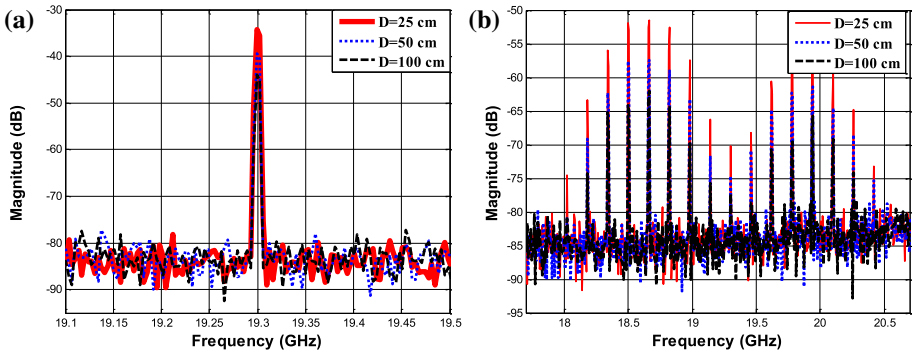 (a)
-30
-40
-50
-60
-70
-80
-90
Magnitude (dB)
D=25 cm
D=50 cm
D=100 cm
19.1 19.15 19.2 19.25 19.3 19.35 19.4 19.45 19.5
Frequency (GHz)
(b)
-50
-55
-60
-65
-70
-75
-80
-85
-90
-95
Magnitude (dB)
D=25 cm
D=50 cm
D=100 cm
18 18.5 19 19.5 20 20.5
Frequency (GHz)